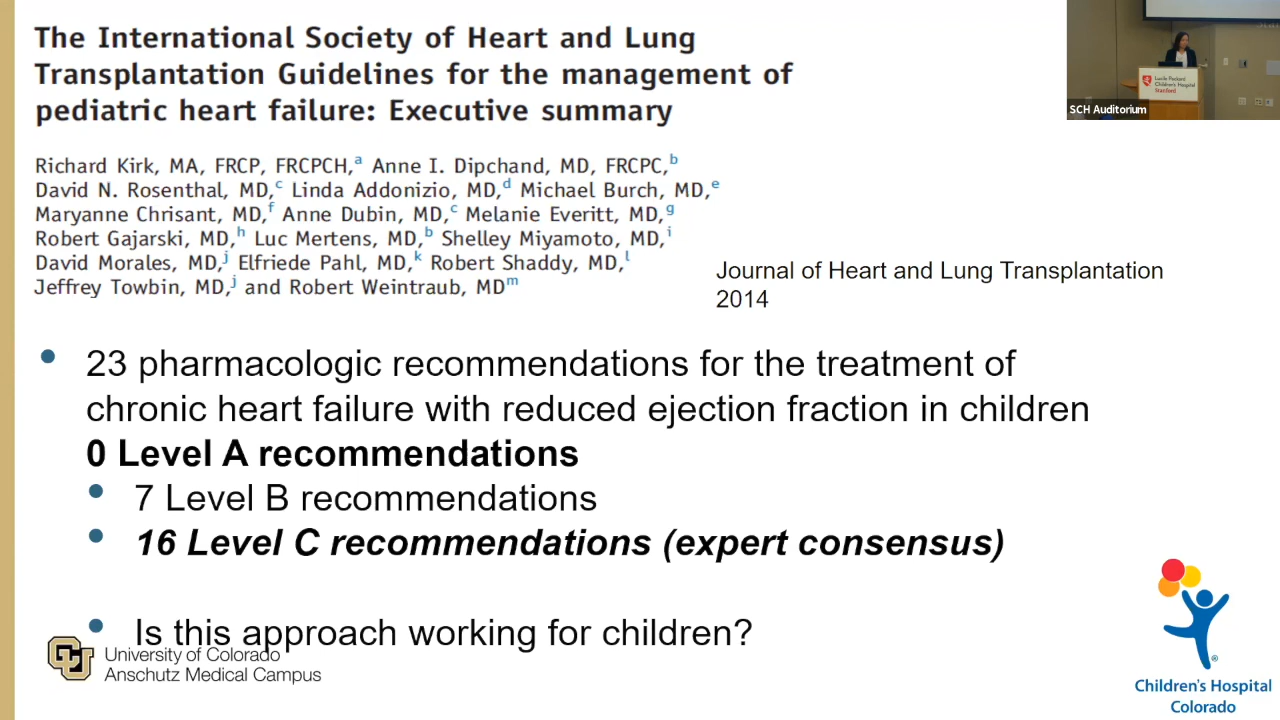 The International Society of Heart and Lung
Transplantation Guidelines for the management of
pediatric heart failure: Executive summary
Lucile Packard
Children's Hospital
Stanford
SCH Auditorium
Richard Kirk, MA, FRCP, FRCPCH,a Anne I. Dipchand, MD, FRCPC,b
David N. Rosenthal, MD,c Linda Addonizio, MD,d Michael Burch, MD,e
Maryanne Chrisant, MD,f Anne Dubin, MD,c Melanie Everitt, MD,g
Robert Gajarski, MD,h Luc Mertens, MD,b Shelley Miyamoto, MD,i
David Morales, MD,j Elfriede Pahl, MD,k Robert Shaddy, MD,l
Jeffrey Towbin, MD,j and Robert Weintraub, MDm
Journal of Heart and Lung Transplantation
2014
• 23 pharmacologic recommendations for the treatment of
chronic heart failure with reduced ejection fraction in children
0 Level A recommendations
• 7 Level B recommendations
• 16 Level C recommendations (expert consensus)
• Is this approach working for children?
CU
University of Colorado
Anschutz Medical Campus
®
Children's Hospital
Colorado